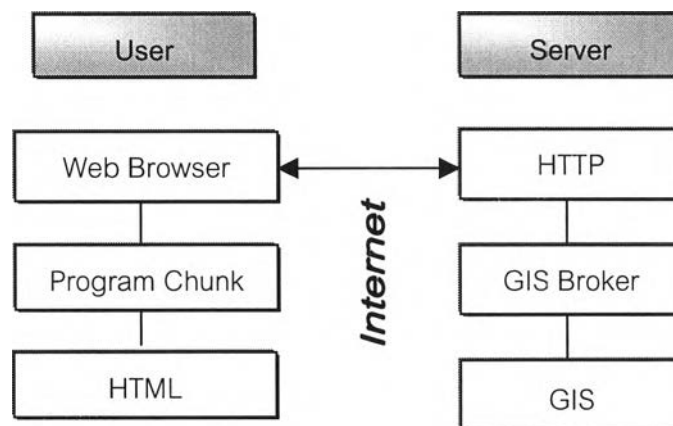 User
Server
Web Browser
HTTP
Internet
Program Chunk
GIS Broker
HTML
GIS